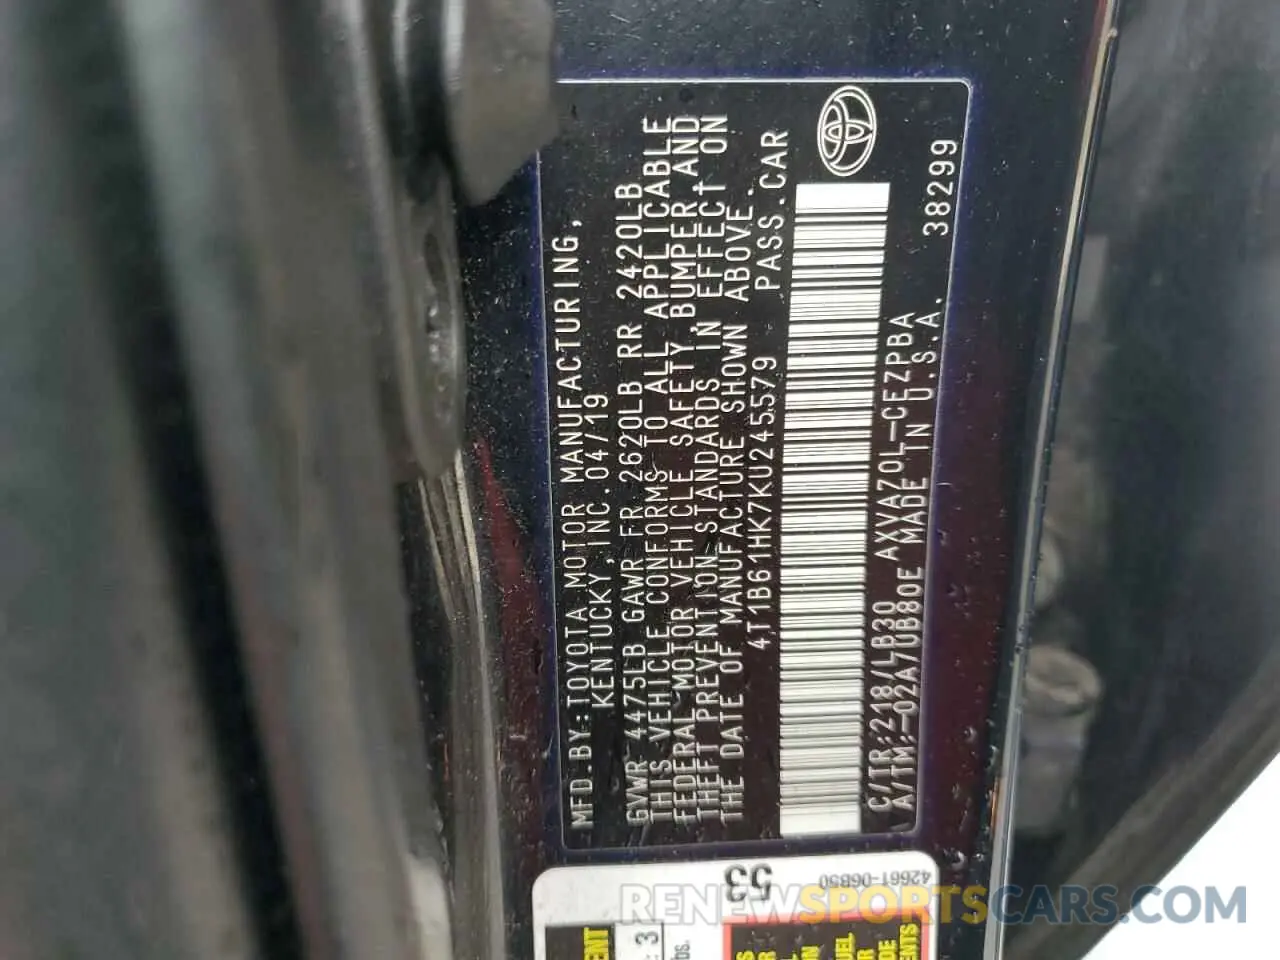 MFD.BY:TOYOTA MOTOR MANUFACTURING,
KENTUCKY, INC. 04/19
GVWR 4475LB GAWR FR 2620LB RR 2420LB
THIS VEHICLE CONFORMS TO ALL APPLICABLE
FEDERAL MOTOR VEHICLE SAFETY, BUMPER, AND
THEFT PREVENTION STANDARDS IN EFFECT ON
THE DATE OF MANUFACTURE SHOWN ABOVE.
4T1B61HK7KU245579 PASS.CAR
C/TR:218/LB30 AXVA70L-CEZPBA
A/TM:-02A/UB80E MADE IN U.S.A. 38299
53
42661-06B50
3
RENEWSPORTSCARS.COM